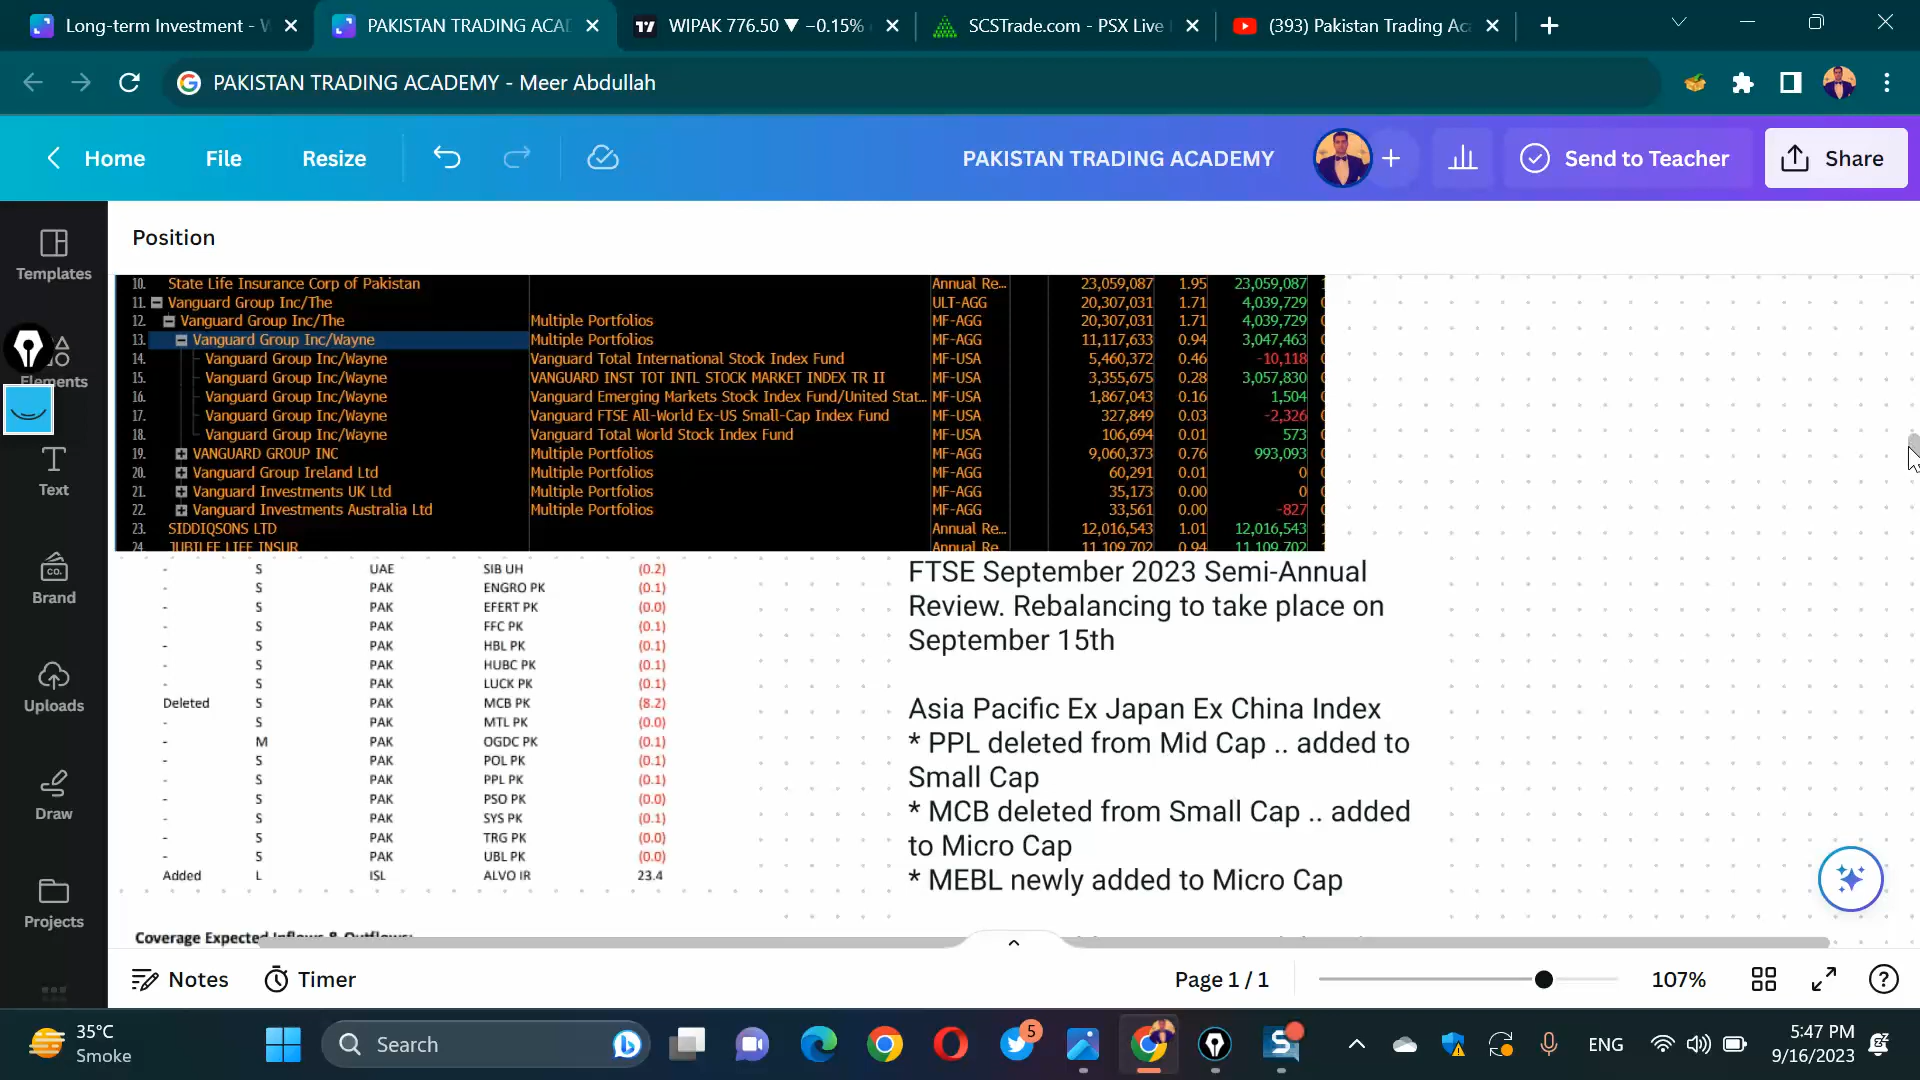 Long-term Investment - W
PAKISTAN TRADING ACAD
WIPAK 776.50 ▼ −0.15%
SCSTrade.com - PSX Live
(393) Pakistan Trading Ac
PAKISTAN TRADING ACADEMY - Meer Abdullah
Home
File
Resize
PAKISTAN TRADING ACADEMY
Send to Teacher
Share
Templates
Elements
Text
Brand
Uploads
Draw
Projects
Position
10. State Life Insurance Corp of Pakistan Annual Re... 23,059,087 1.95 23,059,087
11. Vanguard Group Inc/The ULT-AGG 20,307,031 1.71 4,039,729
12. Vanguard Group Inc/The Multiple Portfolios MF-AGG 20,307,031 1.71 4,039,729
13. Vanguard Group Inc/Wayne Multiple Portfolios MF-AGG 11,117,633 0.94 3,047,463
14. Vanguard Group Inc/Wayne Vanguard Total International Stock Index Fund MF-USA 5,460,372 0.46 -10,118
15. Vanguard Group Inc/Wayne VANGUARD INST TOT INTL STOCK MARKET INDEX TR II MF-USA 3,355,675 0.28 3,057,830
16. Vanguard Group Inc/Wayne Vanguard Emerging Markets Stock Index Fund/United Stat... MF-USA 1,867,043 0.16 1,504
17. Vanguard Group Inc/Wayne Vanguard FTSE All-World Ex-US Small-Cap Index Fund MF-USA 327,849 0.03 -2,326
18. Vanguard Group Inc/Wayne Vanguard Total World Stock Index Fund MF-USA 106,694 0.01 573
19. VANGUARD GROUP INC Multiple Portfolios MF-AGG 9,060,373 0.76 993,093
20. Vanguard Group Ireland Ltd Multiple Portfolios MF-AGG 60,291 0.01 0
21. Vanguard Investments UK Ltd Multiple Portfolios MF-AGG 35,173 0.00 0
22. Vanguard Investments Australia Ltd Multiple Portfolios MF-AGG 33,561 0.00 -827
23. SIDDIQSONS LTD Annual Re... 12,016,543 1.01 12,016,543
24. JUBILEE LIFE INSUR Annual Re 11,109,702 0.94 11,109,702
- S UAE SIB UH (0.2)
- S PAK ENGRO PK (0.1)
- S PAK EFERT PK (0.0)
- S PAK FFC PK (0.1)
- S PAK HBL PK (0.1)
- S PAK HUBC PK (0.1)
- S PAK LUCK PK (0.1)
Deleted S PAK MCB PK (8.2)
- S PAK MTL PK (0.0)
- M PAK OGDC PK (0.1)
- S PAK POL PK (0.1)
- S PAK PPL PK (0.1)
- S PAK PSO PK (0.0)
- S PAK SYS PK (0.1)
- S PAK TRG PK (0.0)
- S PAK UBL PK (0.0)
Added L ISL ALVO IR 23.4
Coverage Expected Inflows & Outflows:
FTSE September 2023 Semi-Annual
Review. Rebalancing to take place on
September 15th
Asia Pacific Ex Japan Ex China Index
* PPL deleted from Mid Cap .. added to
Small Cap
* MCB deleted from Small Cap .. added
to Micro Cap
* MEBL newly added to Micro Cap
Notes
Timer
Page 1 / 1
107%
35°C
Smoke
Search
5
ENG
5:47 PM
9/16/2023